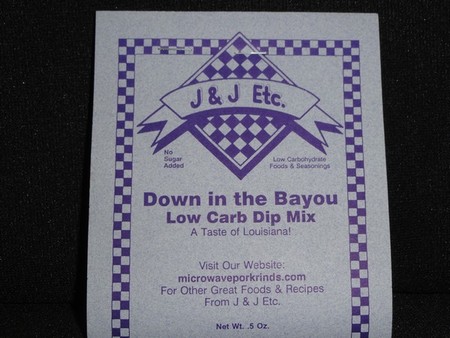 J & J Etc.
No
Sugar
Added
Low Carbohydrate
Foods & Seasonings
Down in the Bayou
Low Carb Dip Mix
A Taste of Louisiana!
Visit Our Website:
microwaveporkrinds.com
For Other Great Foods & Recipes
From J & J Etc.
Net Wt. .5 Oz.